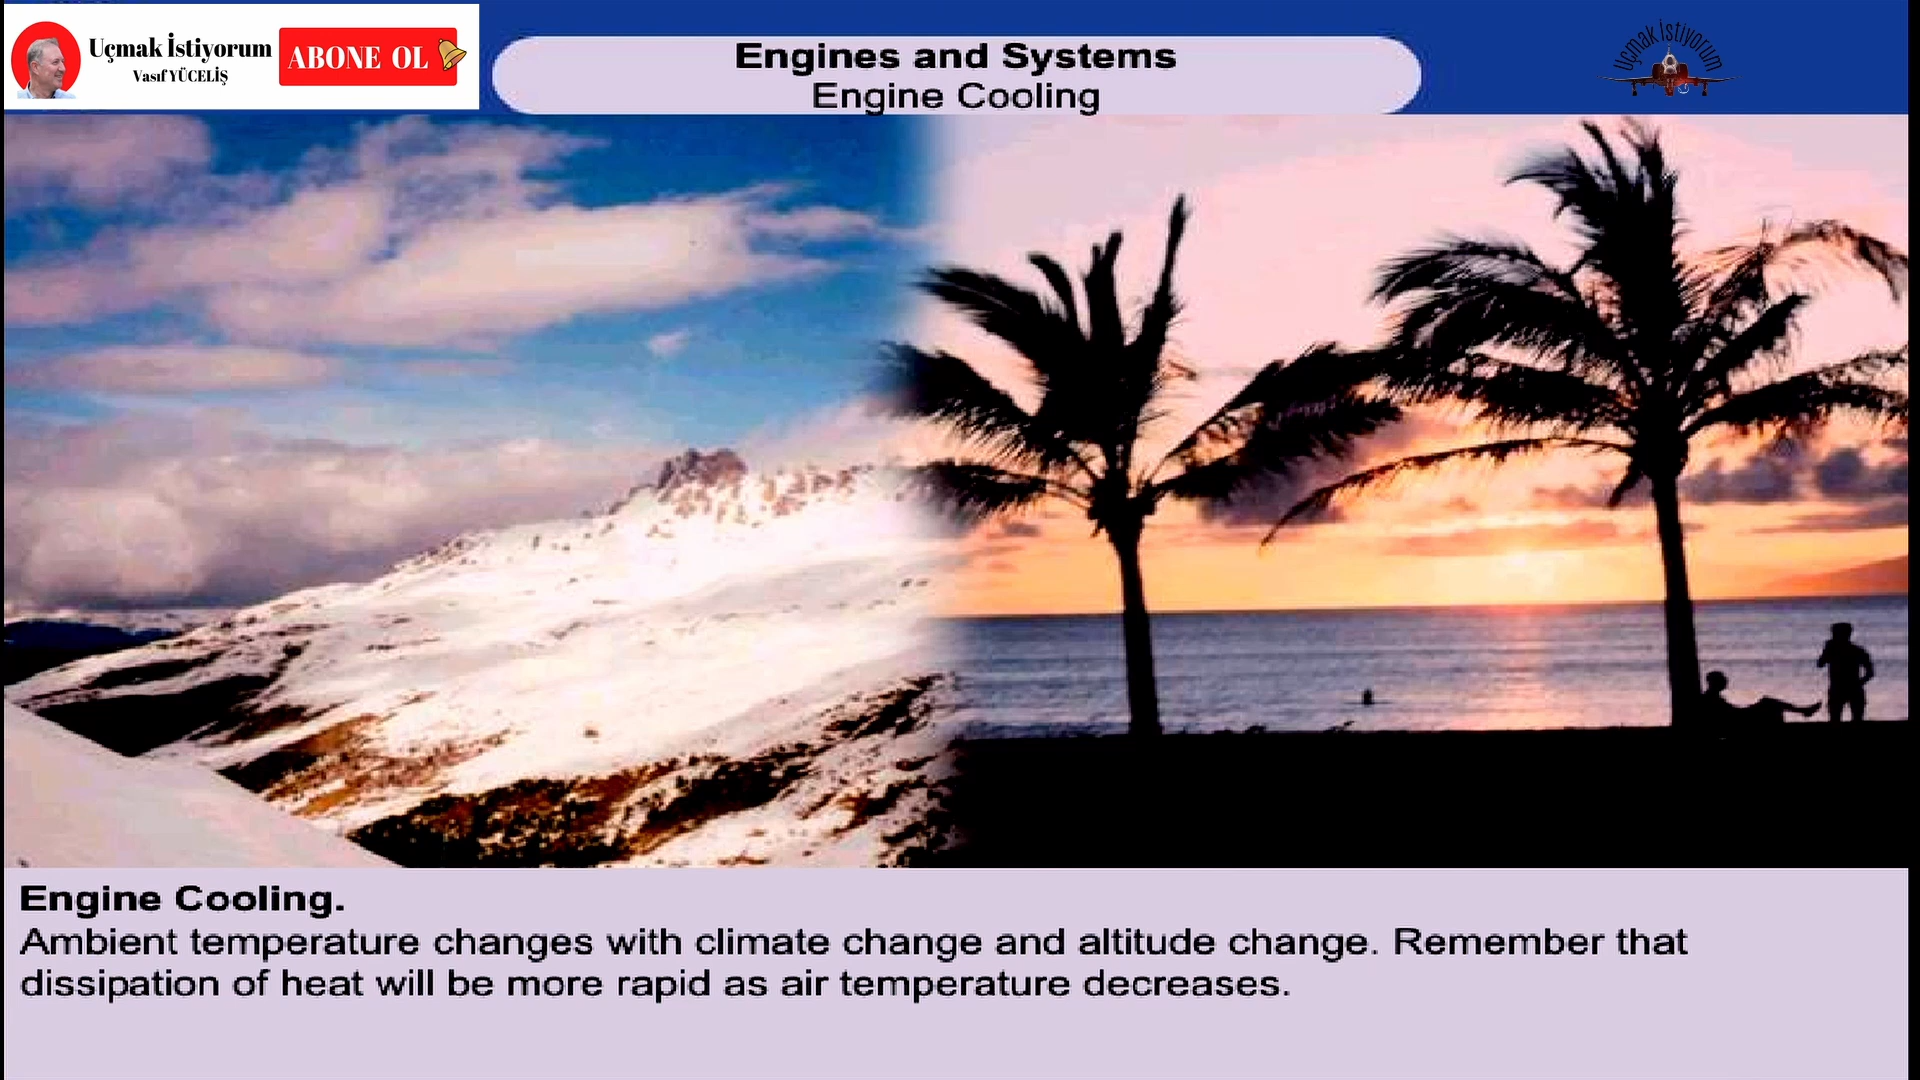 Uçmak İstiyorum
Vasıf YÜCELİŞ
ABONE OL
Engines and Systems
Engine Cooling
Uçmak İstiyorum
Engine Cooling.
Ambient temperature changes with climate change and altitude change. Remember that
dissipation of heat will be more rapid as air temperature decreases.